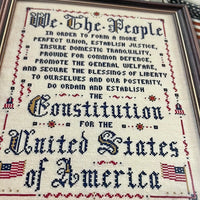 We The People
IN ORDER TO FORM A MORE
PERFECT UNION, ESTABLISH JUSTICE,
INSURE DOMESTIC TRANQUILITY,
PROVIDE FOR COMMON DEFENCE,
PROMOTE THE GENERAL WELFARE,
AND SECURE THE BLESSINGS OF LIBERTY
TO OURSELVES AND OUR POSTERITY,
DO ORDAIN AND ESTABLISH
THE
Constitution
FOR THE
United States
of America